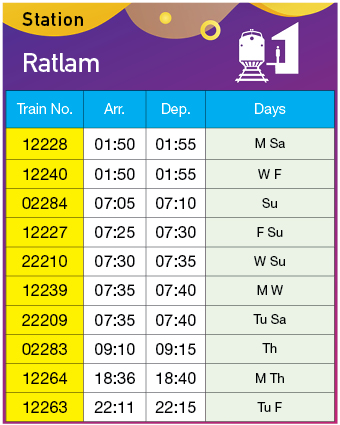 Station
Ratlam
Train No. Arr. Dep. Days
12228 01:50 01:55 M Sa
12240 01:50 01:55 W F
02284 07:05 07:10 Su
12227 07:25 07:30 F Su
22210 07:30 07:35 W Su
12239 07:35 07:40 M W
22209 07:35 07:40 Tu Sa
02283 09:10 09:15 Th
12264 18:36 18:40 M Th
12263 22:11 22:15 Tu F